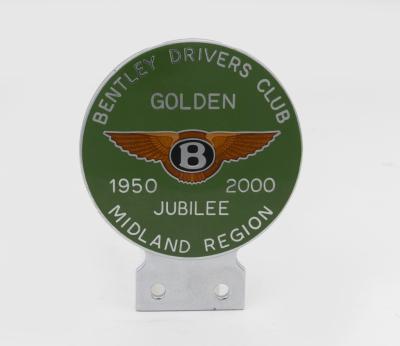 BENTLEY DRIVERS CLUB
GOLDEN
B
1950 2000
JUBILEE
MIDLAND REGION